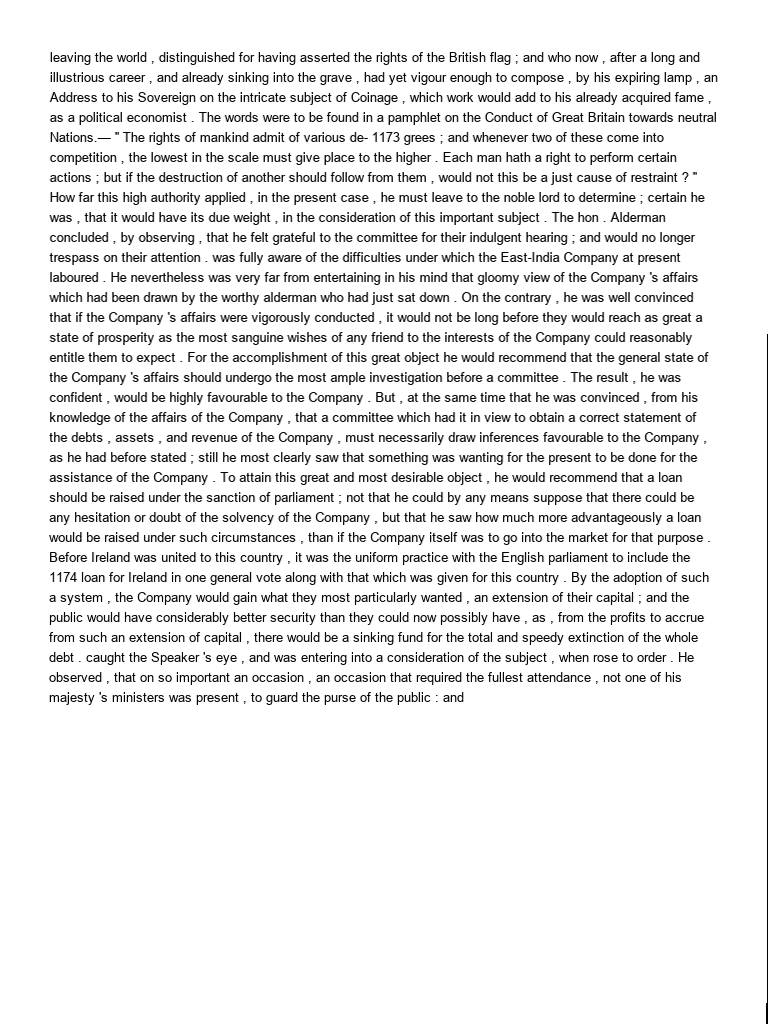 leaving the world , distinguished for having asserted the rights of the British flag ; and who now , after a long and
illustrious career , and already sinking into the grave , had yet vigour enough to compose , by his expiring lamp , an
Address to his Sovereign on the intricate subject of Coinage , which work would add to his already acquired fame ,
as a political economist . The words were to be found in a pamphlet on the Conduct of Great Britain towards neutral
Nations.— " The rights of mankind admit of various de- 1173 grees ; and whenever two of these come into
competition , the lowest in the scale must give place to the higher . Each man hath a right to perform certain
actions ; but if the destruction of another should follow from them , would not this be a just cause of restraint ? "
How far this high authority applied , in the present case , he must leave to the noble lord to determine ; certain he
was , that it would have its due weight , in the consideration of this important subject . The hon . Alderman
concluded , by observing , that he felt grateful to the committee for their indulgent hearing ; and would no longer
trespass on their attention . was fully aware of the difficulties under which the East-India Company at present
laboured . He nevertheless was very far from entertaining in his mind that gloomy view of the Company 's affairs
which had been drawn by the worthy alderman who had just sat down . On the contrary , he was well convinced
that if the Company 's affairs were vigorously conducted , it would not be long before they would reach as great a
state of prosperity as the most sanguine wishes of any friend to the interests of the Company could reasonably
entitle them to expect . For the accomplishment of this great object he would recommend that the general state of
the Company 's affairs should undergo the most ample investigation before a committee . The result , he was
confident , would be highly favourable to the Company . But , at the same time that he was convinced , from his
knowledge of the affairs of the Company , that a committee which had it in view to obtain a correct statement of
the debts , assets , and revenue of the Company , must necessarily draw inferences favourable to the Company ,
as he had before stated ; still he most clearly saw that something was wanting for the present to be done for the
assistance of the Company . To attain this great and most desirable object , he would recommend that a loan
should be raised under the sanction of parliament ; not that he could by any means suppose that there could be
any hesitation or doubt of the solvency of the Company , but that he saw how much more advantageously a loan
would be raised under such circumstances , than if the Company itself was to go into the market for that purpose .
Before Ireland was united to this country , it was the uniform practice with the English parliament to include the
1174 loan for Ireland in one general vote along with that which was given for this country . By the adoption of such
a system , the Company would gain what they most particularly wanted , an extension of their capital ; and the
public would have considerably better security than they could now possibly have , as , from the profits to accrue
from such an extension of capital , there would be a sinking fund for the total and speedy extinction of the whole
debt . caught the Speaker 's eye , and was entering into a consideration of the subject , when rose to order . He
observed , that on so important an occasion , an occasion that required the fullest attendance , not one of his
majesty 's ministers was present , to guard the purse of the public : and